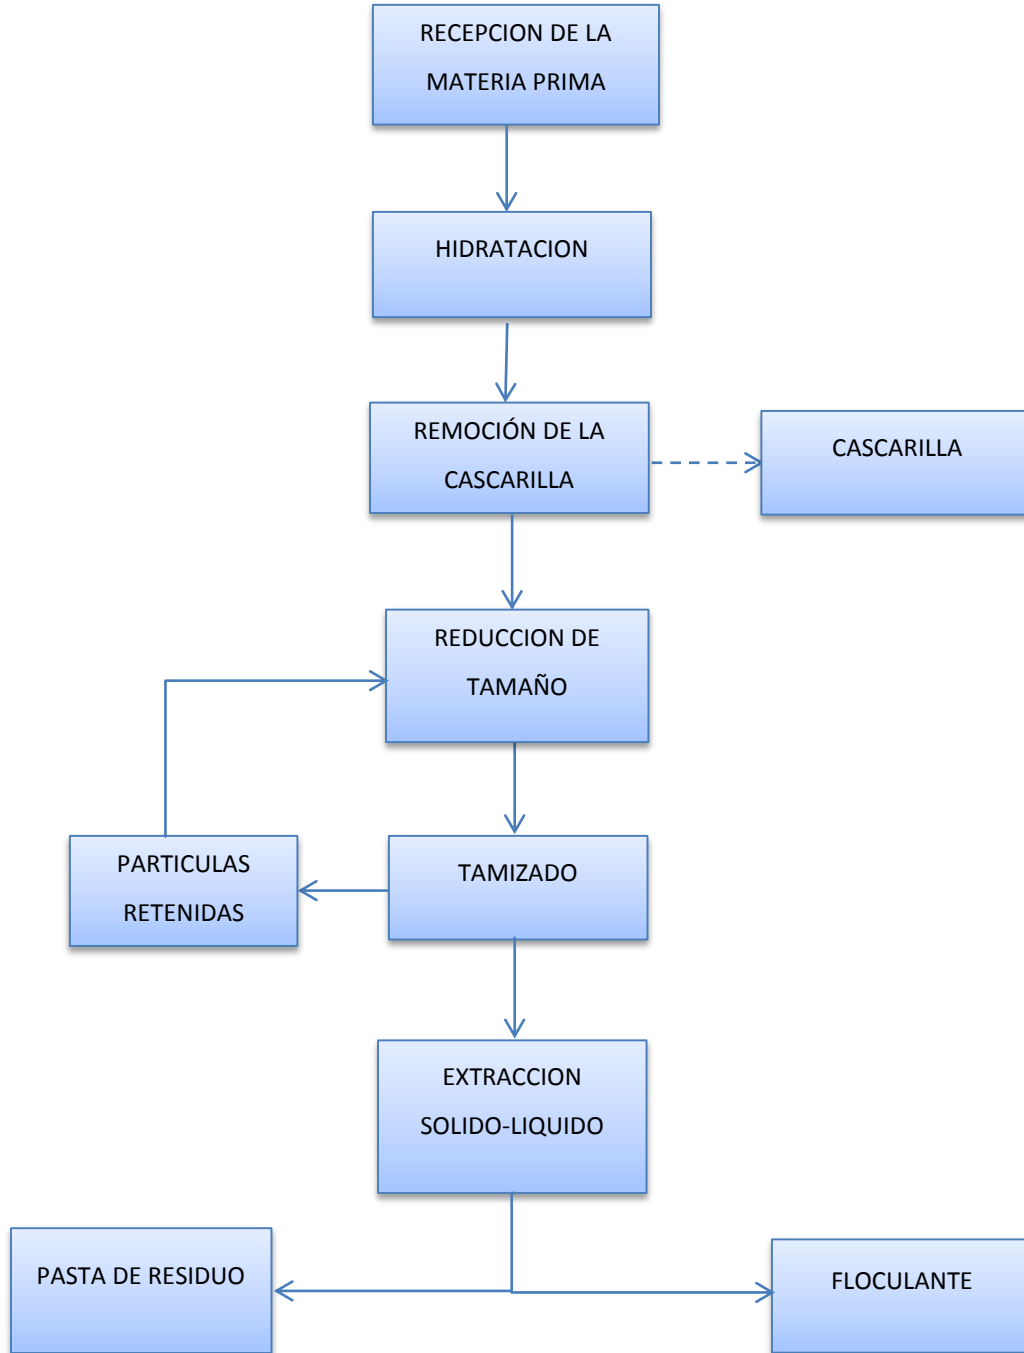 RECEPCION DE LA
MATERIA PRIMA
HIDRATACION
REMOCIÓN DE LA
CASCARILLA
CASCARILLA
REDUCCION DE
TAMAÑO
PARTICULAS
RETENIDAS
TAMIZADO
EXTRACCION
SOLIDO-LIQUIDO
PASTA DE RESIDUO
FLOCULANTE